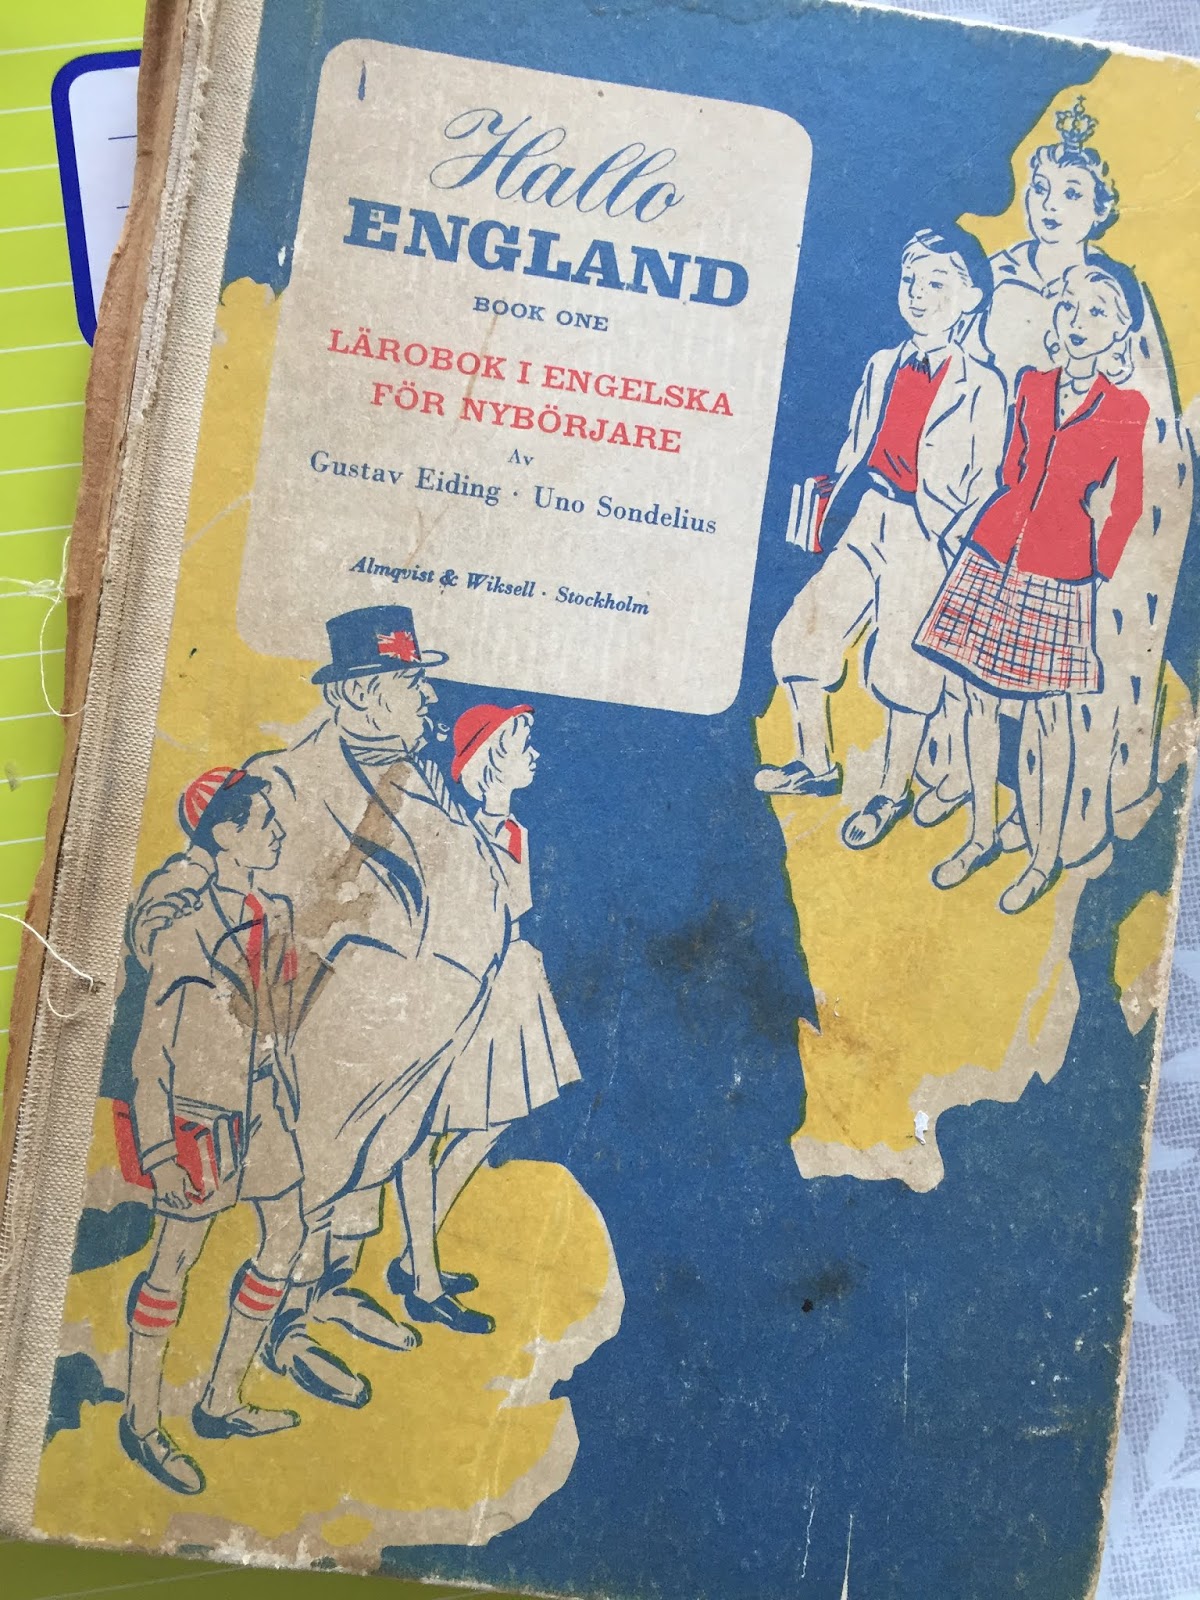 Hallo
ENGLAND
BOOK ONE
LÄROBOK I ENGELSKA
FÖR NYBÖRJARE
Av
Gustav Eiding · Uno Sondelius
Almqvist & Wiksell · Stockholm